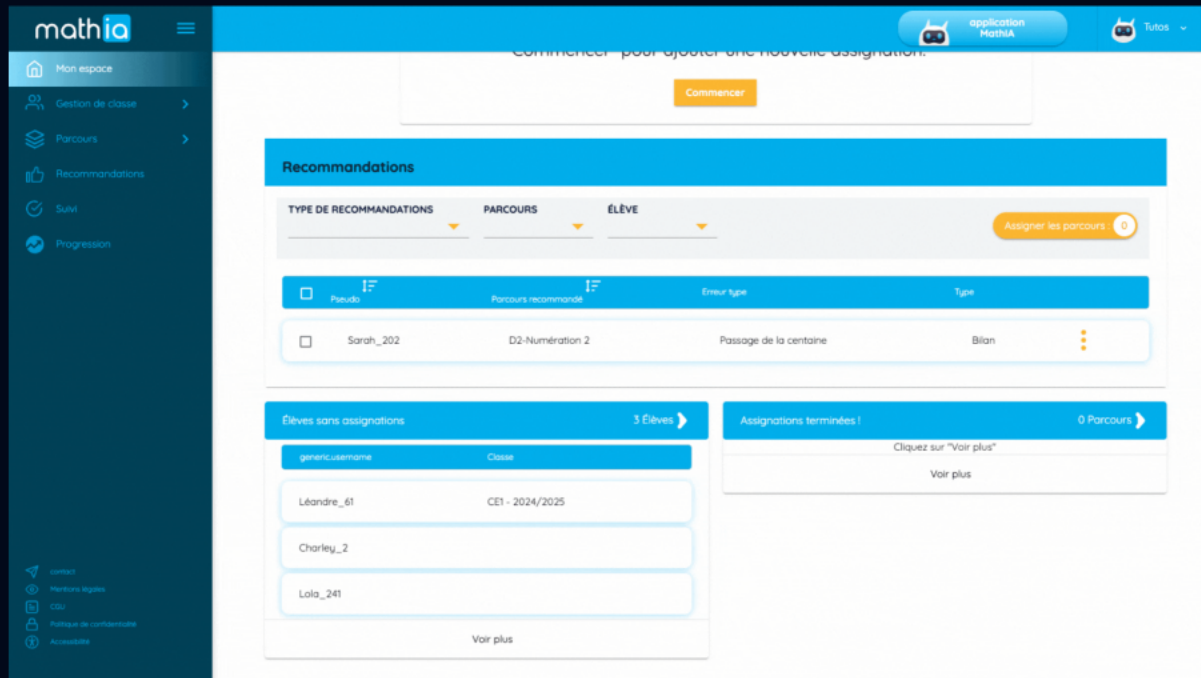 mathia
application
MathIA
Tutos
Mon espace
Gestion de classe
Parcours
Recommandations
Suivi
Progression
contact
Mentions légales
CGU
Politique de confidentialité
Accessibilité
Commencer" pour ajouter une nouvelle assignation.
Commencer
Recommandations
TYPE DE RECOMMANDATIONS PARCOURS ÉLÈVE
Assigner les parcours : 0
Pseudo Parcours recommandé Erreur type Type
Sarah_202 D2-Numération 2 Passage de la centaine Bilan
Élèves sans assignations 3 Élèves
generic.username Classe
Léandre_61 CE1 - 2024/2025
Charley_2
Lola_241
Voir plus
Assignations terminées ! 0 Parcours
Cliquez sur "Voir plus"
Voir plus